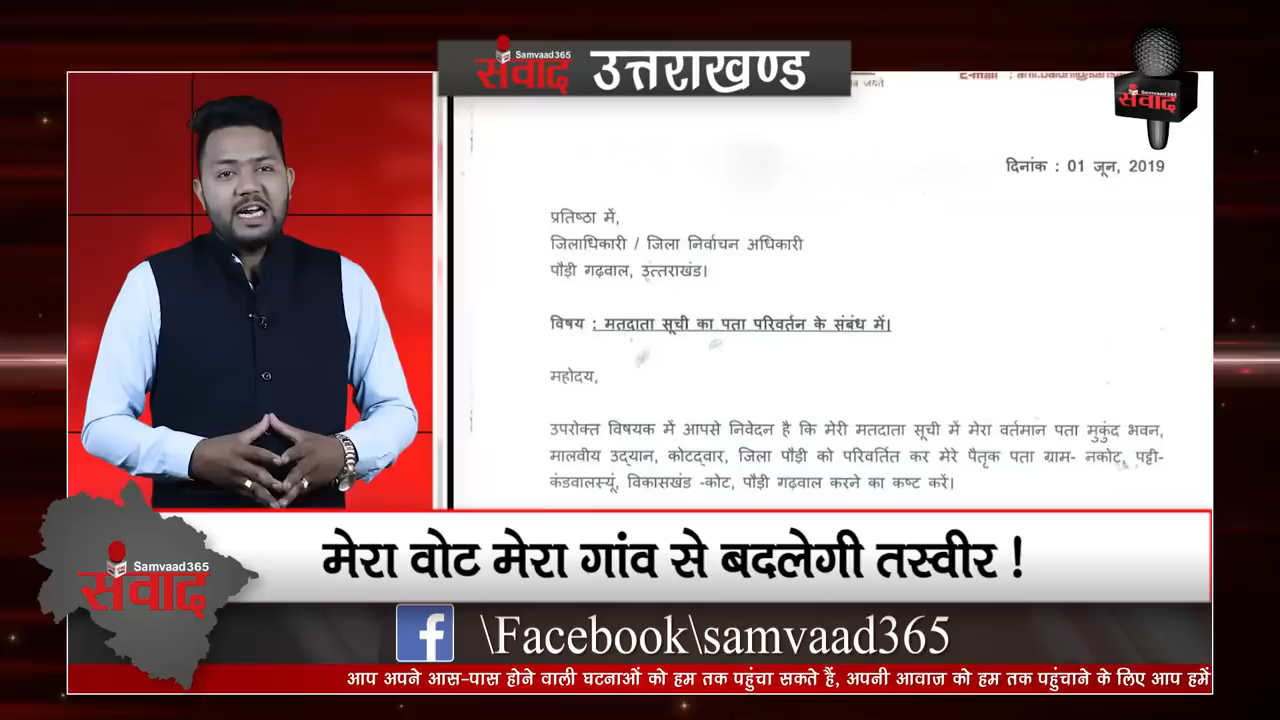 Samvaad365
संवाद उत्तराखण्ड
Samvaad365
संवाद
दिनांक : 01 जून, 2019
प्रतिष्ठा में,
जिलाधिकारी / जिला निर्वाचन अधिकारी
पौड़ी गढ़वाल, उत्तराखंड।
विषय : मतदाता सूची का पता परिवर्तन के संबंध में।
महोदय,
उपरोक्त विषयक में आपसे निवेदन है कि मेरी मतदाता सूची में मेरा वर्तमान पता मुकुंद भवन,
मालवीय उद्यान, कोटद्वार, जिला पौड़ी को परिवर्तित कर मेरे पैतृक पता ग्राम- नकोट, पट्टी-
कंडवालस्यूं, विकासखंड -कोट, पौड़ी गढ़वाल करने का कष्ट करें।
मेरा वोट मेरा गांव से बदलेगी तस्वीर !
Samvaad365
संवाद
\Facebook\samvaad365
आप अपने आस-पास होने वाली घटनाओं को हम तक पहुंचा सकते हैं, अपनी आवाज को हम तक पहुंचाने के लिए आप हमें